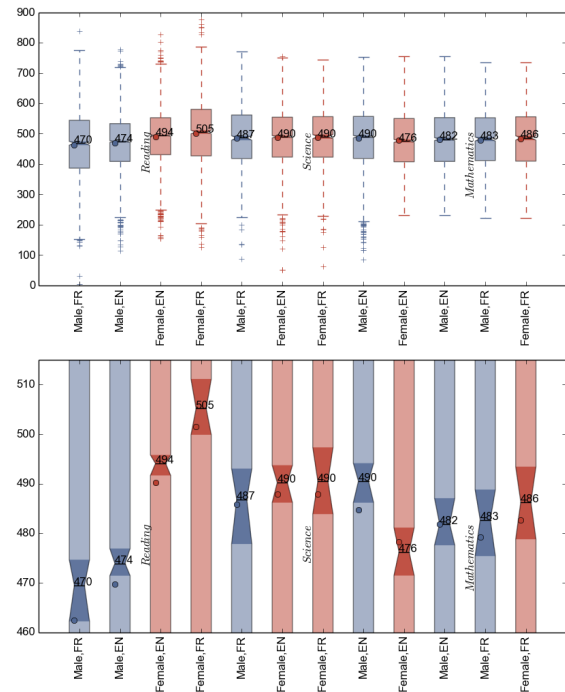 900
800
700
600
500
400
300
200
100
0
470
474
494
505
487
490
490
490
476
482
483
486
Reading
Science
Mathematics
Male,FR
Male,EN
Female,EN
Female,FR
Male,FR
Female,EN
Female,FR
Male,EN
Female,EN
Male,EN
Male,FR
Female,FR
510
500
490
480
470
460
470
474
494
505
487
490
490
490
476
482
483
486
Reading
Science
Mathematics
Male,FR
Male,EN
Female,EN
Female,FR
Male,FR
Female,EN
Female,FR
Male,EN
Female,EN
Male,EN
Male,FR
Female,FR